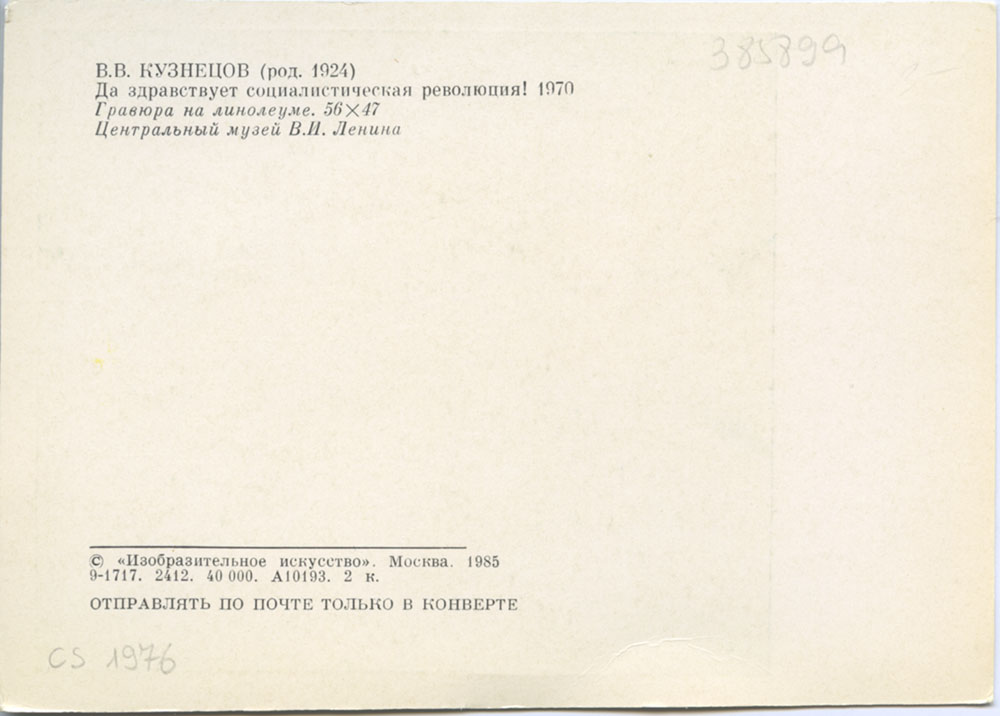 385899
В.В. КУЗНЕЦОВ (род. 1924)
Да здравствует социалистическая революция! 1970
Гравюра на линолеуме. 56×47
Центральный музей В.И. Ленина
© «Изобразительное искусство». Москва. 1985
9-1717. 2412. 40 000. А10193. 2 к.
ОТПРАВЛЯТЬ ПО ПОЧТЕ ТОЛЬКО В КОНВЕРТЕ
CS 1976